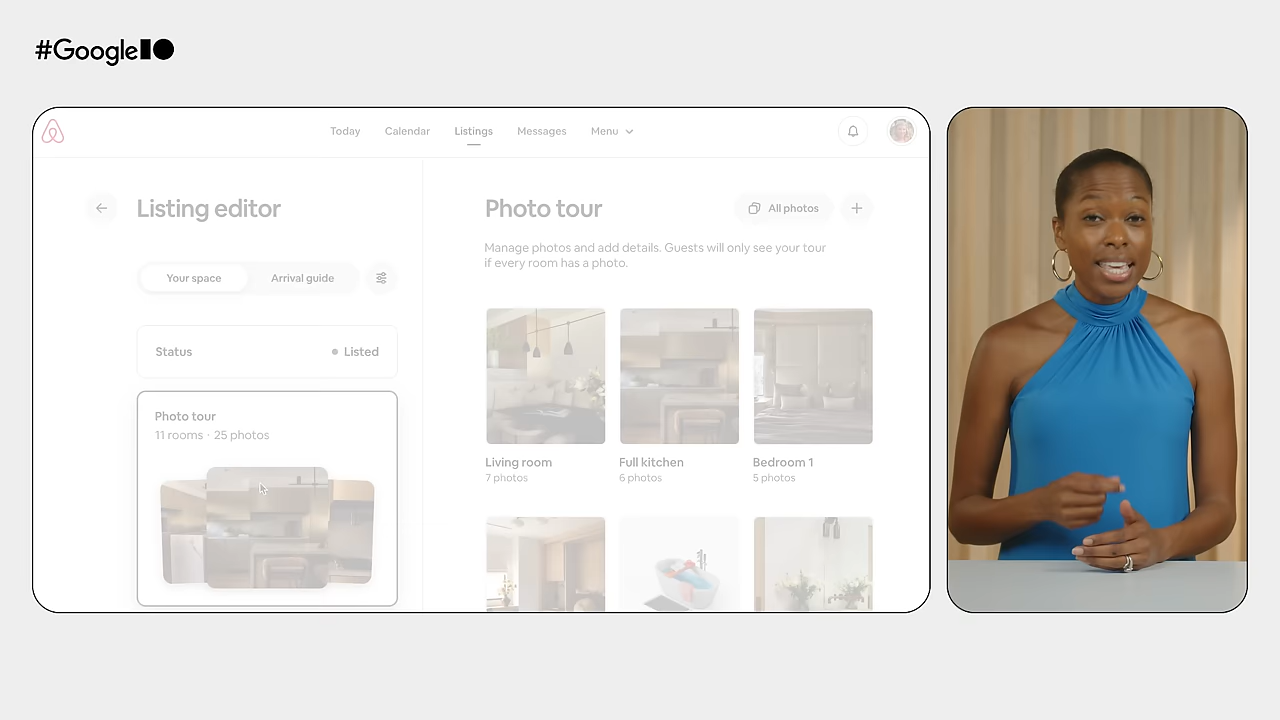 #GoogleIO
Today Calendar Listings Messages Menu
Listing editor
Your space Arrival guide
Status Listed
Photo tour
11 rooms · 25 photos
Photo tour
All photos
Manage photos and add details. Guests will only see your tour
if every room has a photo.
Living room
7 photos
Full kitchen
6 photos
Bedroom 1
5 photos